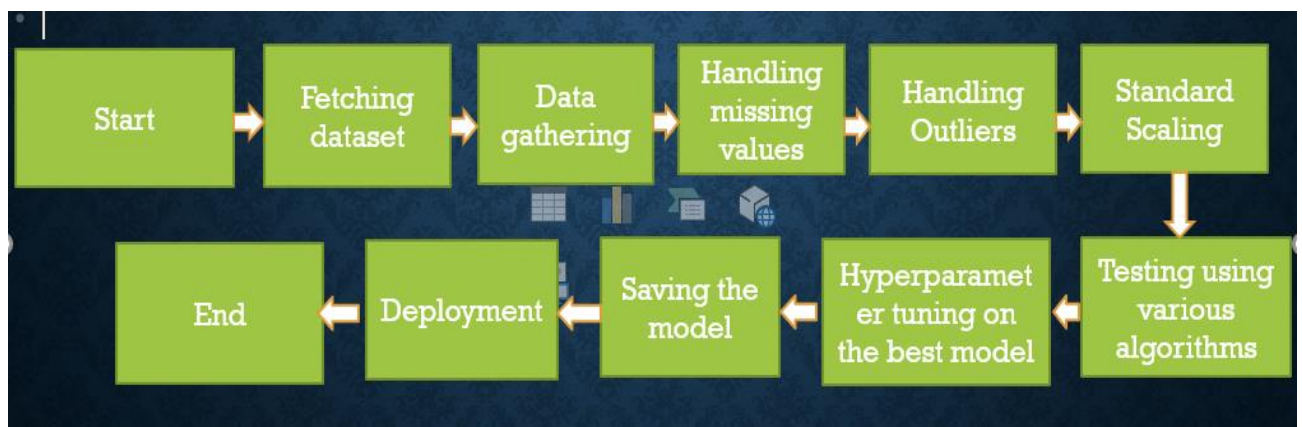 Start
Fetching
dataset
Data
gathering
Handling
missing
values
Handling
Outliers
Standard
Scaling
Testing using
various
algorithms
Hyperparamet
er tuning on
the best model
Saving the
model
Deployment
End